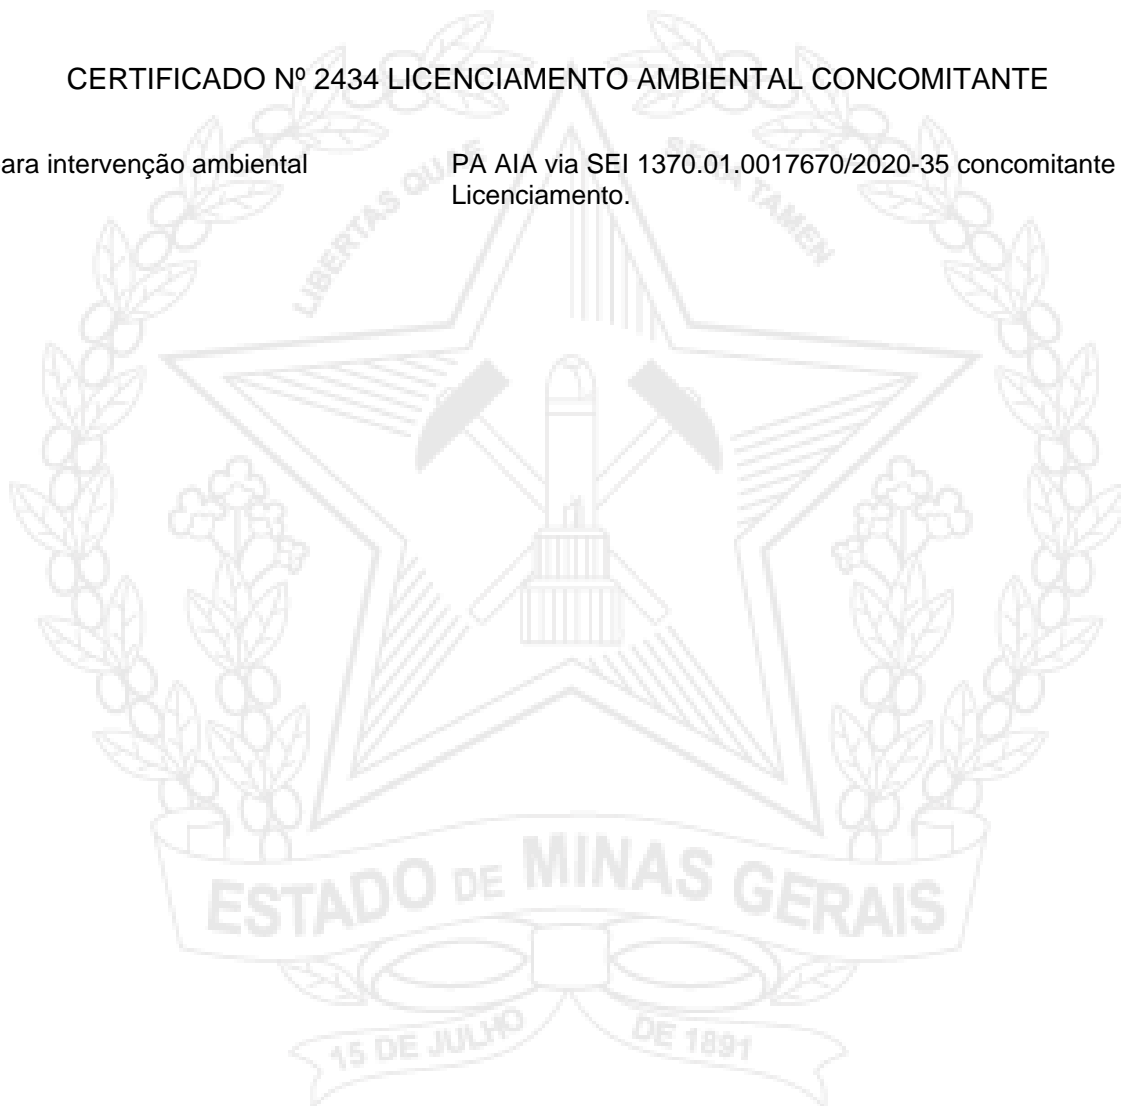 CERTIFICADO Nº 2434 LICENCIAMENTO AMBIENTAL CONCOMITANTE
ara intervenção ambiental
PA AIA via SEI 1370.01.0017670/2020-35 concomitante
Licenciamento.
LIBERTAS QUÆ SERA TAMEN
ESTADO DE MINAS GERAIS
15 DE JULHO DE 1891